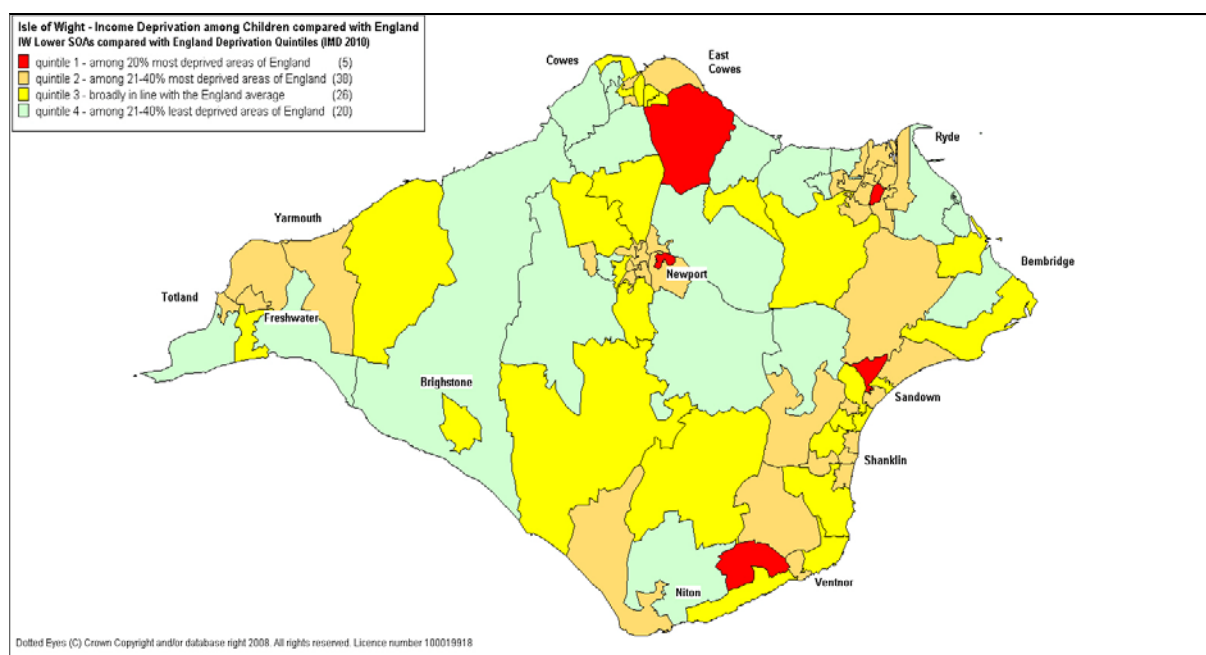 Isle of Wight - Income Deprivation among Children compared with England
IW Lower SOAs compared with England Deprivation Quintiles (IMD 2010)
quintile 1 - among 20% most deprived areas of England (5)
quintile 2 - among 21-40% most deprived areas of England (38)
quintile 3 - broadly in line with the England average (26)
quintile 4 - among 21-40% least deprived areas of England (20)
Cowes
East
Cowes
Ryde
Yarmouth
Newport
Bembridge
Totland
Freshwater
Brighstone
Sandown
Shanklin
Ventnor
Niton
Dotted Eyes (C) Crown Copyright and/or database right 2008. All rights reserved. Licence number 100019918